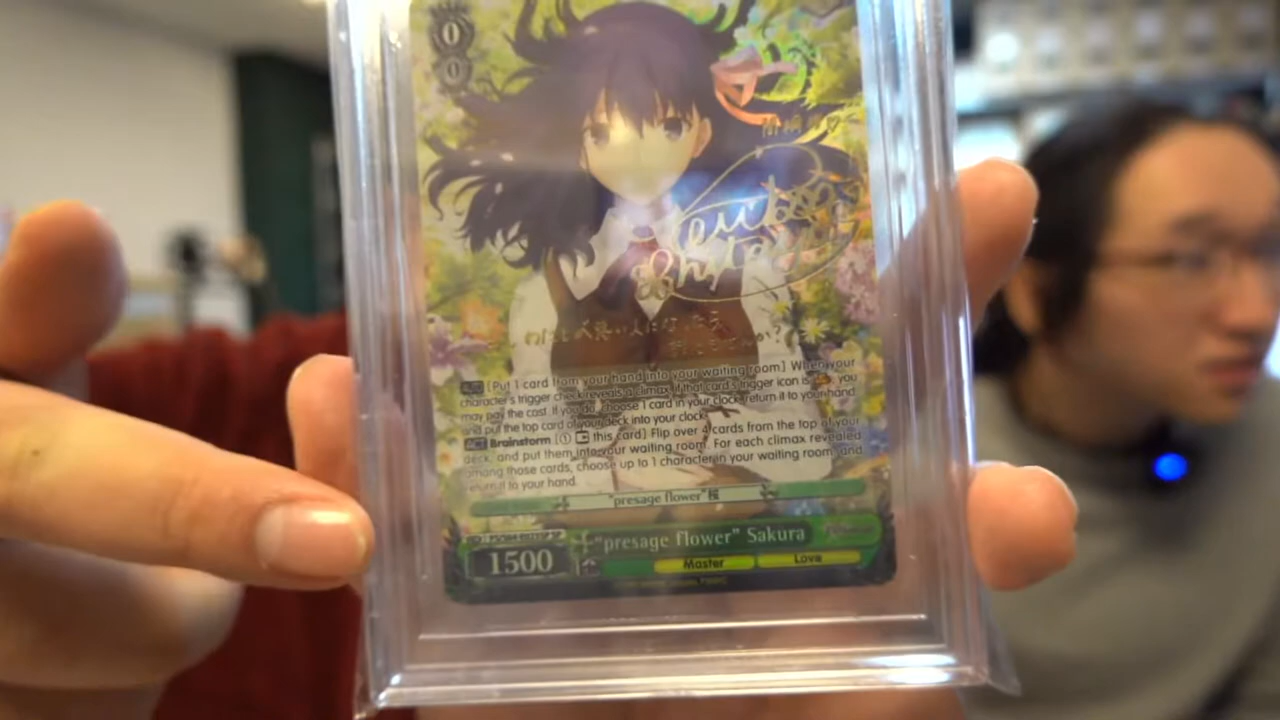 0
0
[Put 1 card from your hand into your waiting room] When your
character's trigger check reveals a climax, if that card's trigger icon is you
may pay the cost. If you do, choose 1 card in your clock, return it to your hand
and put the top card of your deck into your clock.
Brainstorm [① this card] Flip over 4 cards from the top of your
deck, and put them into your waiting room. For each climax revealed
among those cards, choose up to 1 character in your waiting room, and
return it to your hand.
"presage flower" 桜
1500
"presage flower" Sakura
Master
Love